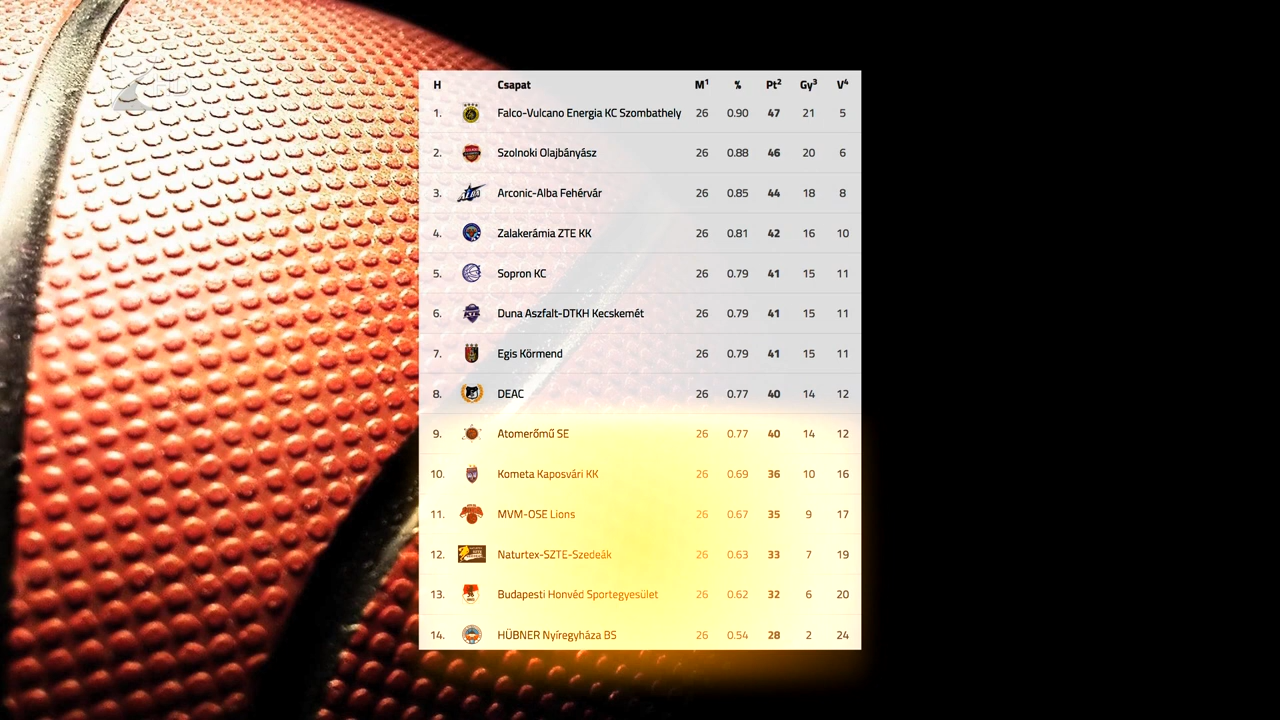 H Csapat M¹ % Pt² Gy³ V⁴
1. Falco-Vulcano Energia KC Szombathely 26 0.90 47 21 5
2. Szolnoki Olajbányász 26 0.88 46 20 6
3. Arconic-Alba Fehérvár 26 0.85 44 18 8
4. Zalakerámia ZTE KK 26 0.81 42 16 10
5. Sopron KC 26 0.79 41 15 11
6. Duna Aszfalt-DTKH Kecskemét 26 0.79 41 15 11
7. Egis Körmend 26 0.79 41 15 11
8. DEAC 26 0.77 40 14 12
9. Atomerőmű SE 26 0.77 40 14 12
10. Kometa Kaposvári KK 26 0.69 36 10 16
11. MVM-OSE Lions 26 0.67 35 9 17
12. Naturtex-SZTE-Szedeák 26 0.63 33 7 19
13. Budapesti Honvéd Sportegyesület 26 0.62 32 6 20
14. HÜBNER Nyíregyháza BS 26 0.54 28 2 24